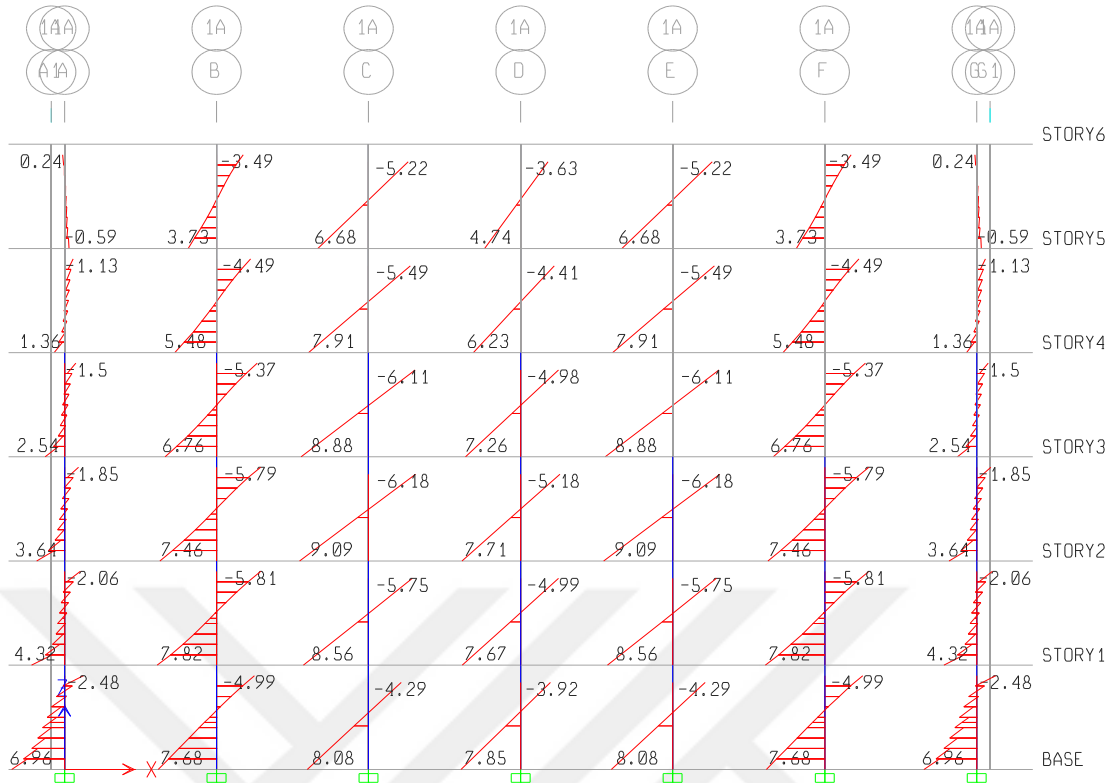 1A 1A 1A 1A 1A 1A 1A 1A 1A
A 1A B C D E F G G1
STORY6
0.24 -3.49 -5.22 -3.63 -5.22 -3.49 0.24
-0.59 3.73 6.68 4.74 6.68 3.73 -0.59 STORY5
-1.13 -4.49 -5.49 -4.41 -5.49 -4.49 -1.13
1.36 5.48 7.91 6.23 7.91 5.48 1.36 STORY4
-1.5 -5.37 -6.11 -4.98 -6.11 -5.37 -1.5
2.54 6.76 8.88 7.26 8.88 6.76 2.54 STORY3
-1.85 -5.79 -6.18 -5.18 -6.18 -5.79 -1.85
3.64 7.46 9.09 7.71 9.09 7.46 3.64 STORY2
-2.06 -5.81 -5.75 -4.99 -5.75 -5.81 -2.06
4.32 7.82 8.56 7.67 8.56 7.82 4.32 STORY1
Z -2.48 -4.99 -4.29 -3.92 -4.29 -4.99 -2.48
6.96 7.68 8.08 7.85 8.08 7.68 6.96 BASE
X